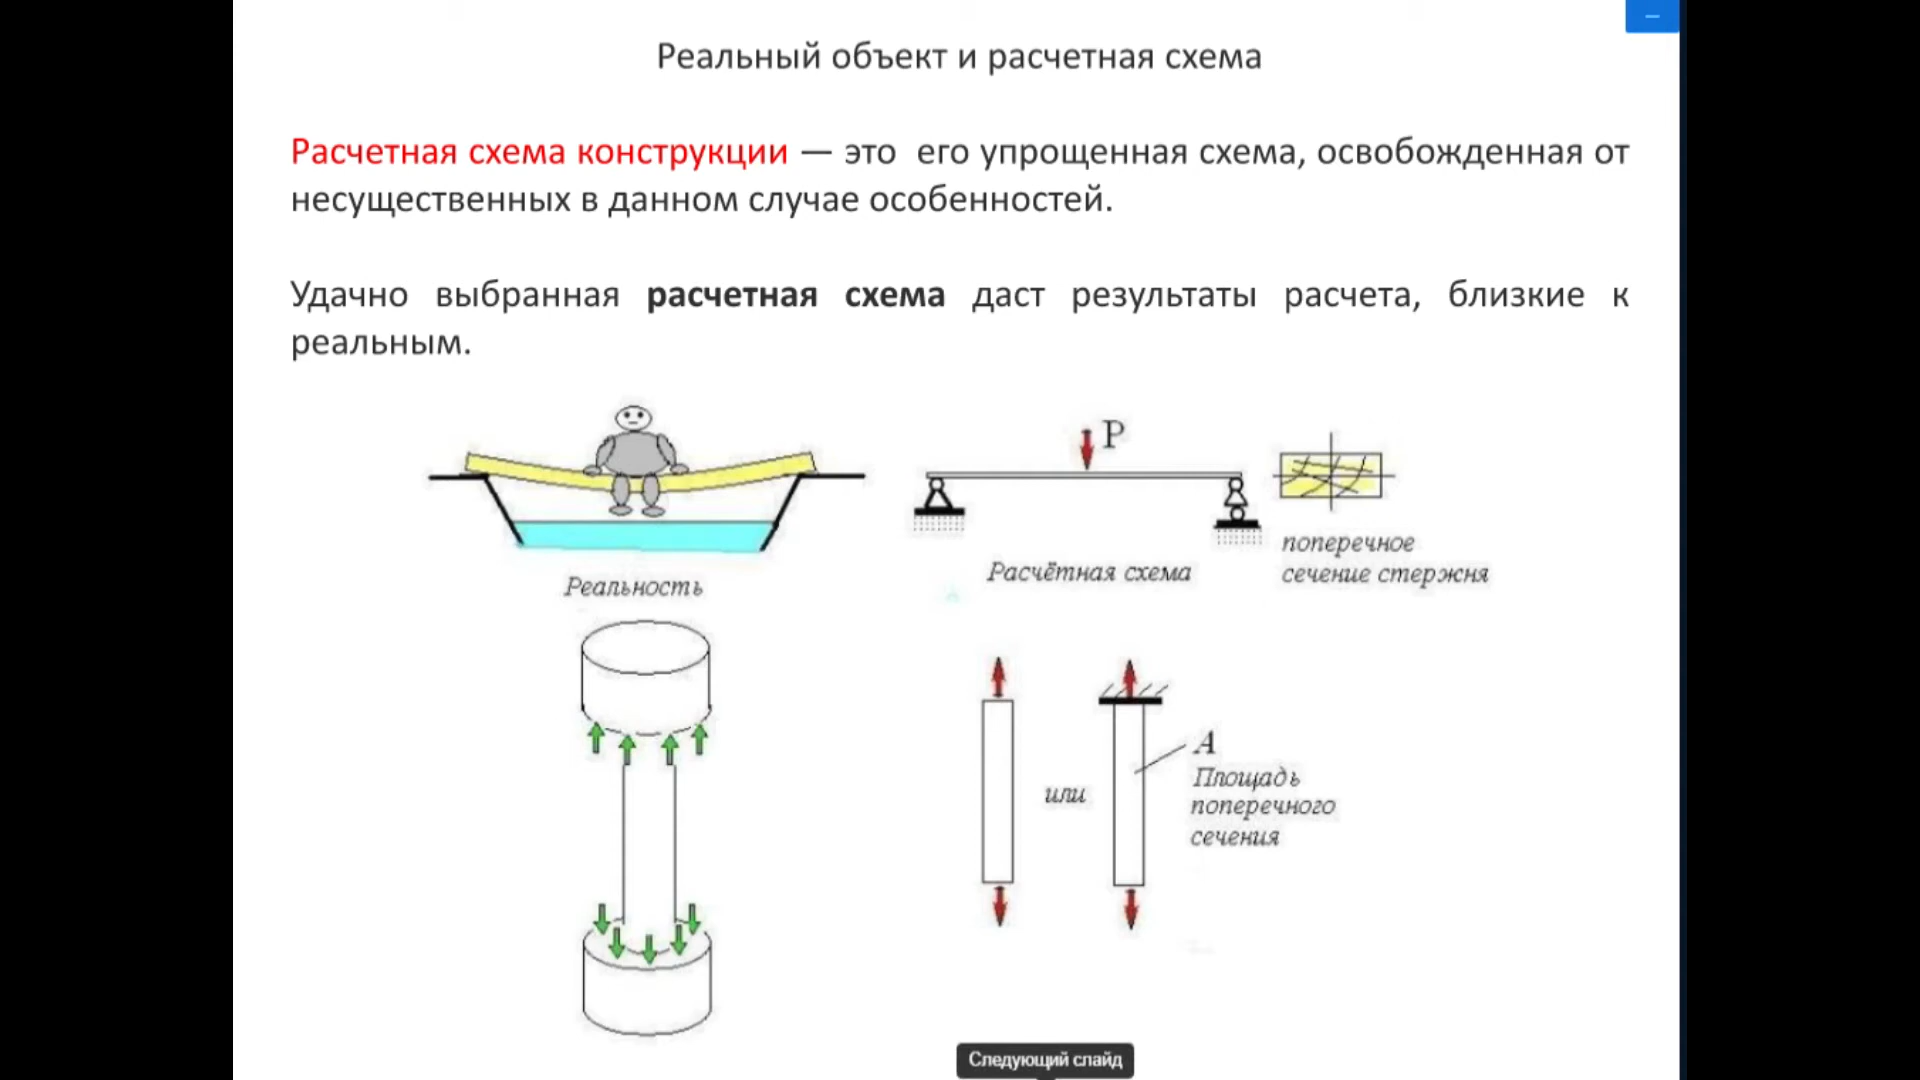 Реальный объект и расчетная схема
Расчетная схема конструкции — это его упрощенная схема, освобожденная от
несущественных в данном случае особенностей.
Удачно выбранная расчетная схема даст результаты расчета, близкие к
реальным.
P
поперечное
сечение стержня
Расчётная схема
Реальность
или
A
Площадь
поперечного
сечения
Следующий слайд